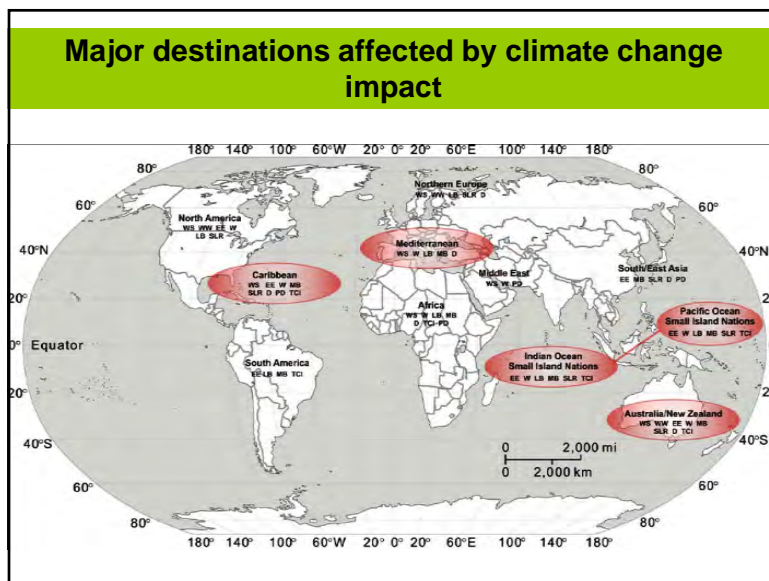 Major destinations affected by climate change
impact
180° 140° 100° 60°W 20° 0° 20° 60°E 100° 140° 180°
80° 80°
60° 60°
40°N 40°N
20° 20°
Equator 0° 0°
20° 20°
40°S 40°S
60° 60°
80° 80°
180° 140° 100° 60°W 20° 0° 20° 60°E 100° 140° 180°
Northern Europe
WS WW LB SLR D
North America
WS WW EE W
LB SLR
Mediterranean
WS W LB MB D
Caribbean
WS EE W MB
SLR D PD TCI
Middle East
WS W PD
South/East Asia
EE MB SLR D PD
Africa
WS W LB MB
D TCI PD
Pacific Ocean
Small Island Nations
EE W LB MB SLR TCI
South America
EE LB MB TCI
Indian Ocean
Small Island Nations
EE W LB MB SLR TCI
Australia/New Zealand
WS WW EE W MB
SLR D TCI
0 2,000 mi
0 2,000 km